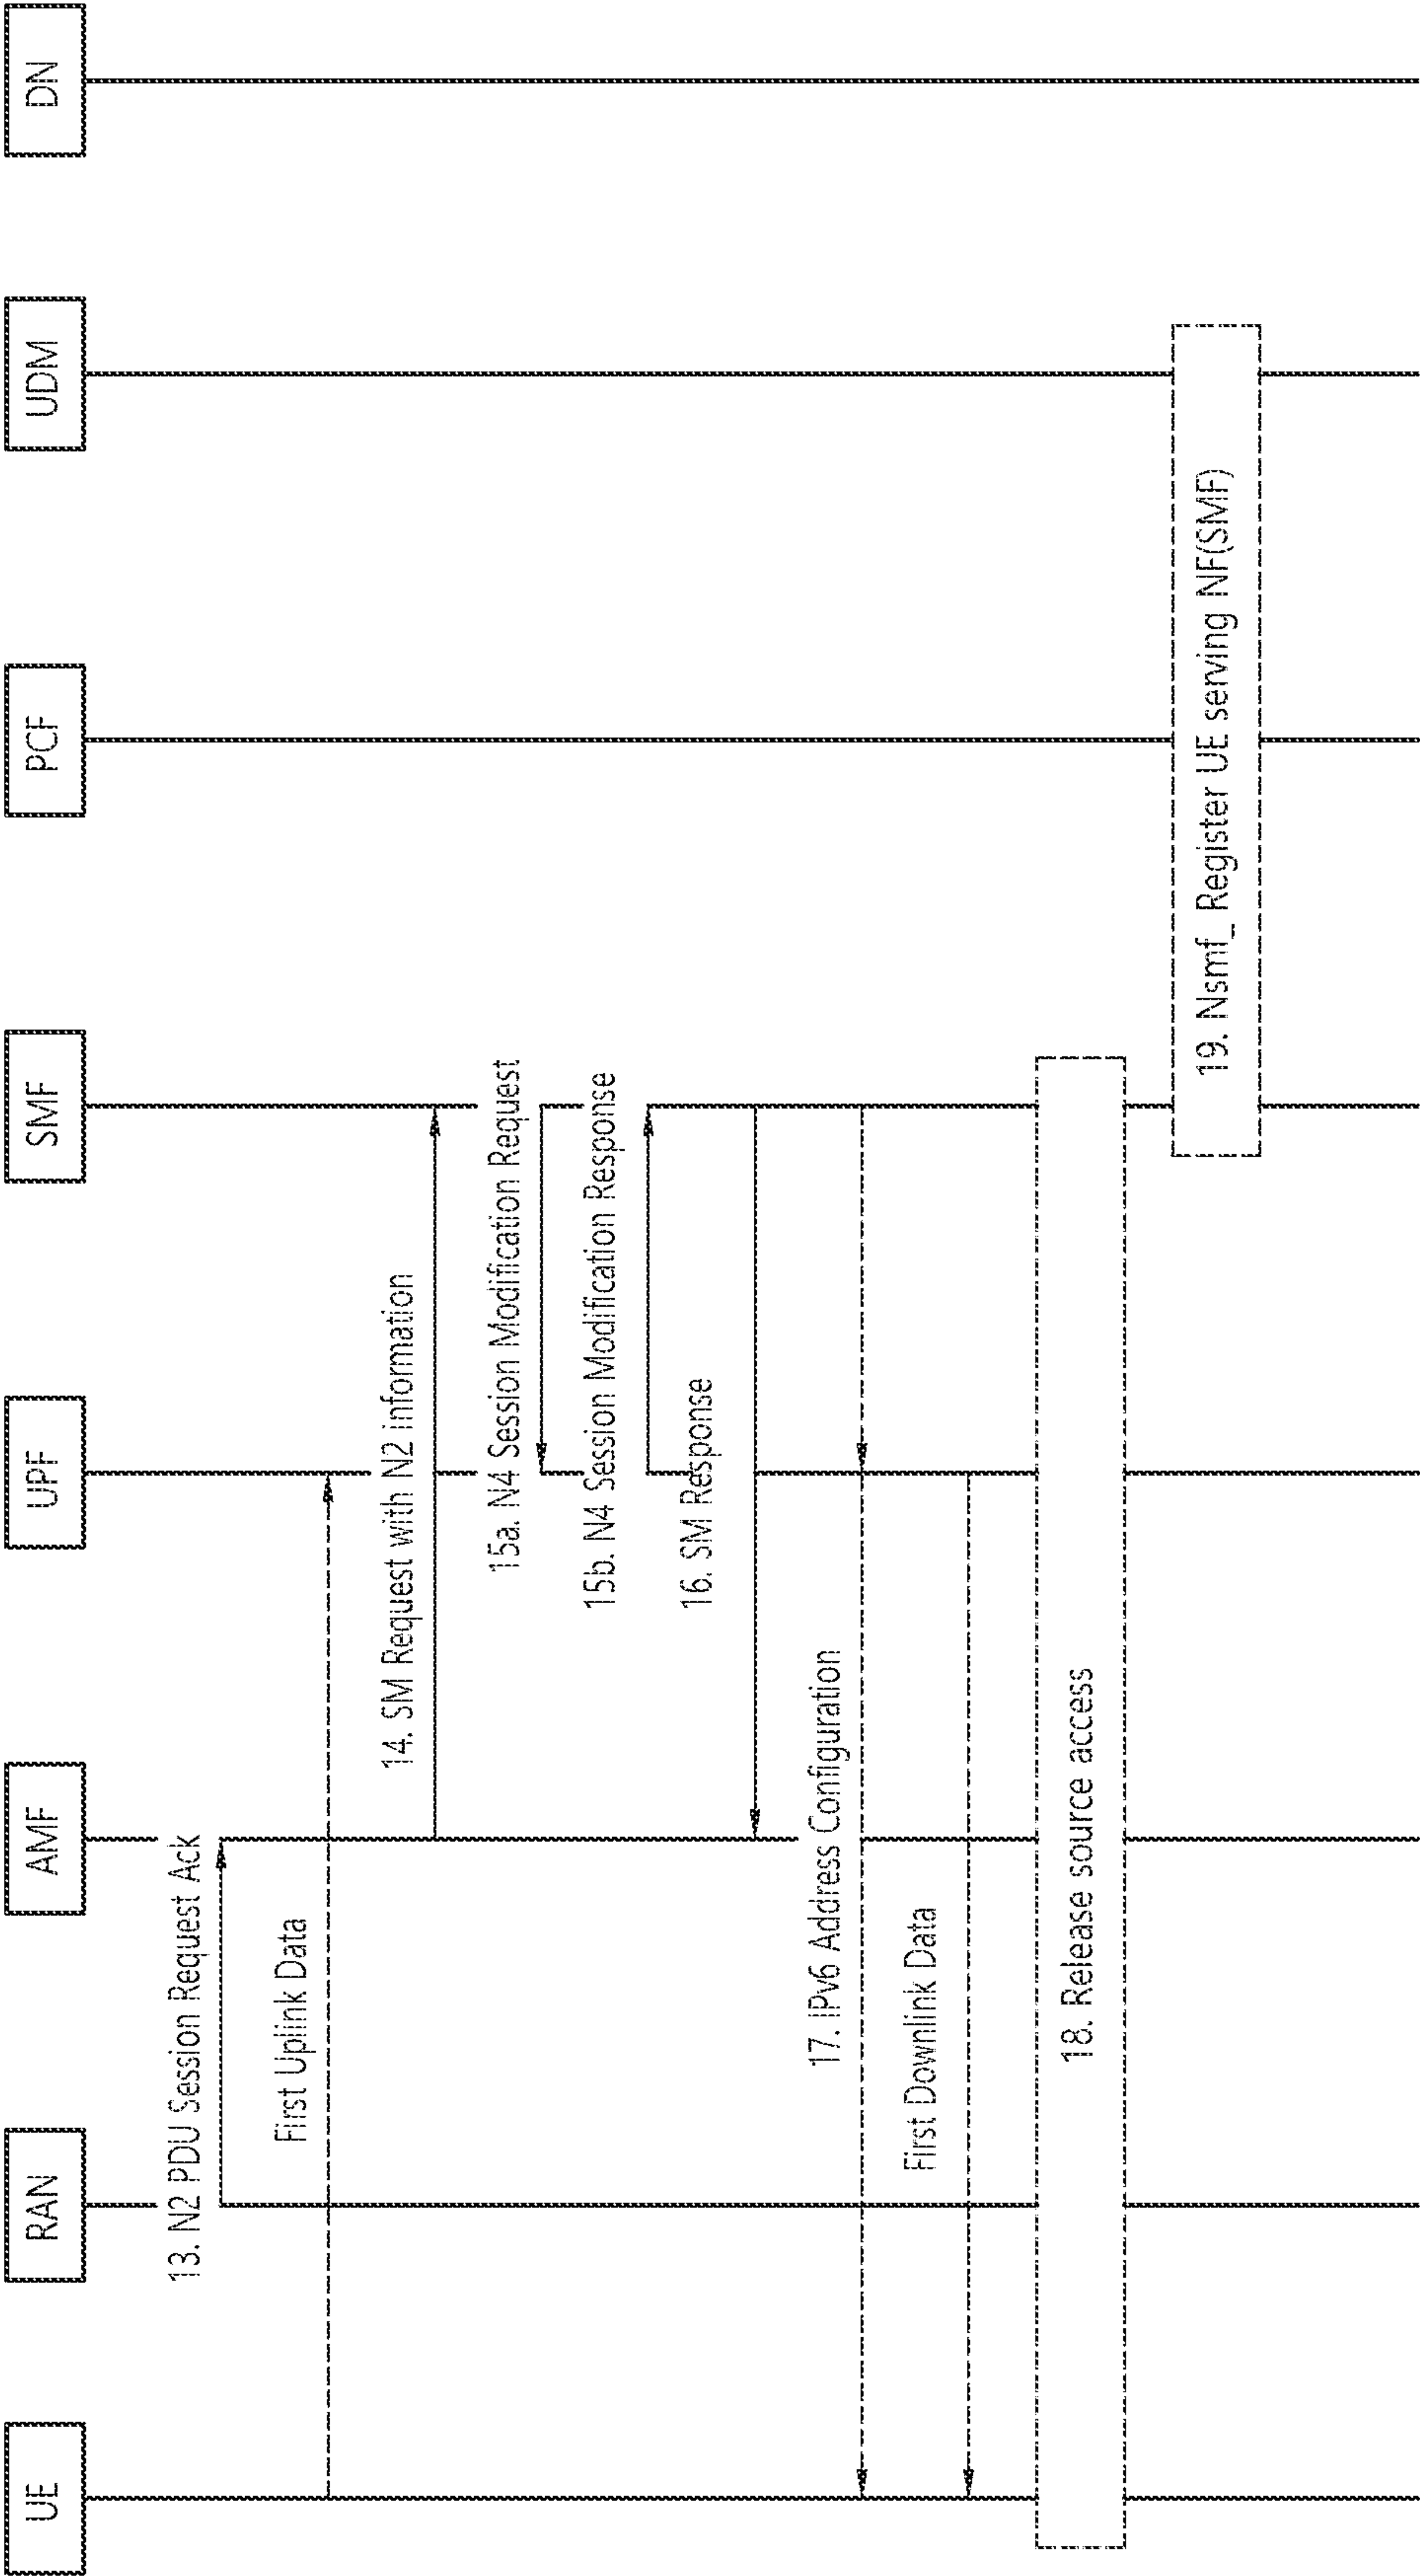 UE
RAN
AMF
UPF
SMF
PCF
UDM
DN
13. N2 PDU Session Request Ack
First Uplink Data
14. SM Request with N2 information
15a. N4 Session Modification Request
15b. N4 Session Modification Response
16. SM Response
17. IPv6 Address Configuration
First Downlink Data
18. Release source access
19. Nsmf_Register UE serving NF(SMF)